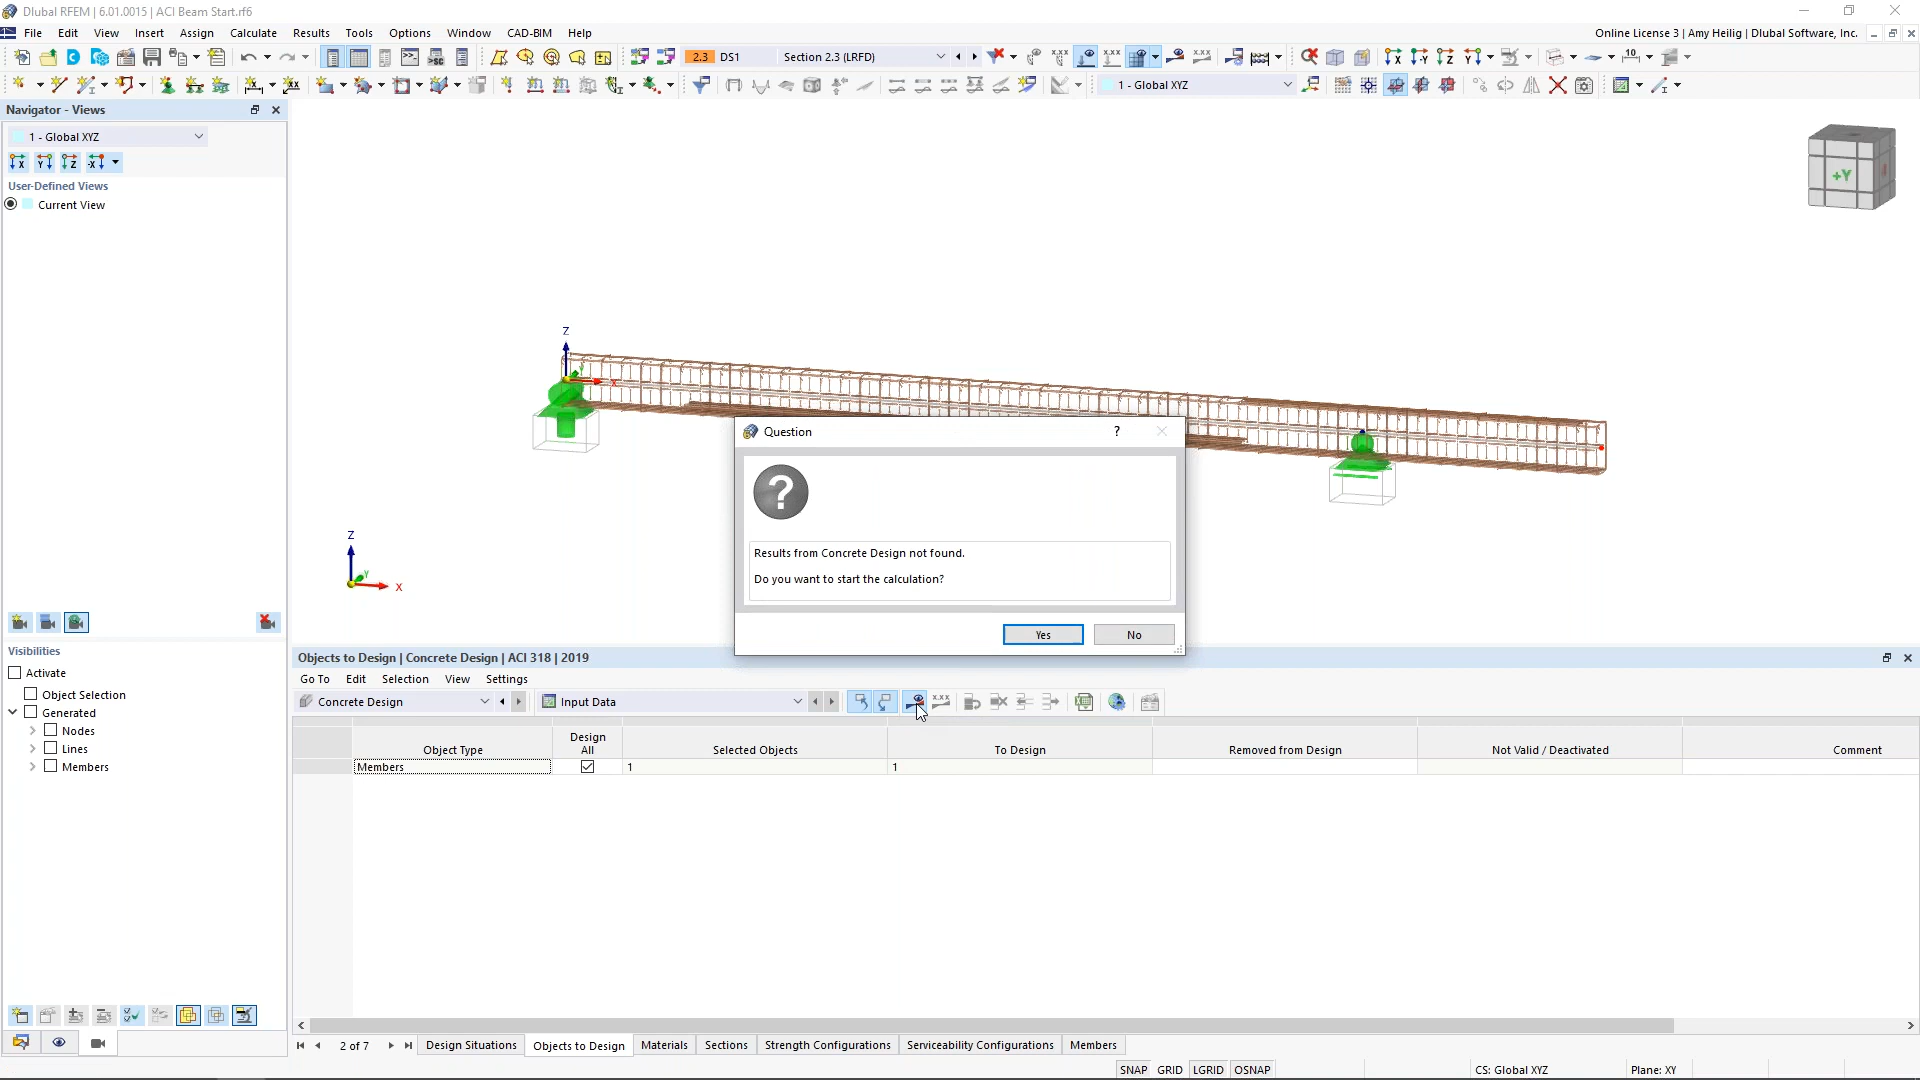 Dlubal RFEM | 6.01.0015 | ACI Beam Start.rf6
File Edit View Insert Assign Calculate Results Tools Options Window CAD-BIM Help
Online License 3 | Amy Heilig | Dlubal Software, Inc.
2.3 DS1 Section 2.3 (LRFD)
1 - Global XYZ
Navigator - Views
1 - Global XYZ
User-Defined Views
Current View
+Y
Z
X
Z
Y
X
Question
?
Results from Concrete Design not found.
Do you want to start the calculation?
Yes No
Visibilities
Activate
Object Selection
Generated
Nodes
Lines
Members
Objects to Design | Concrete Design | ACI 318 | 2019
Go To Edit Selection View Settings
Concrete Design Input Data
Object Type Design All Selected Objects To Design Removed from Design Not Valid / Deactivated Comment
Members 1 1
2 of 7 Design Situations Objects to Design Materials Sections Strength Configurations Serviceability Configurations Members
SNAP GRID LGRID OSNAP CS: Global XYZ Plane: XY